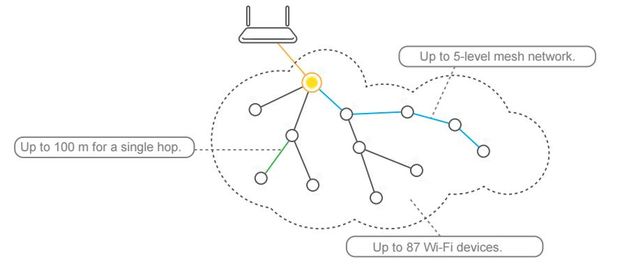 Up to 5-level mesh network.
Up to 100 m for a single hop.
Up to 87 Wi-Fi devices.